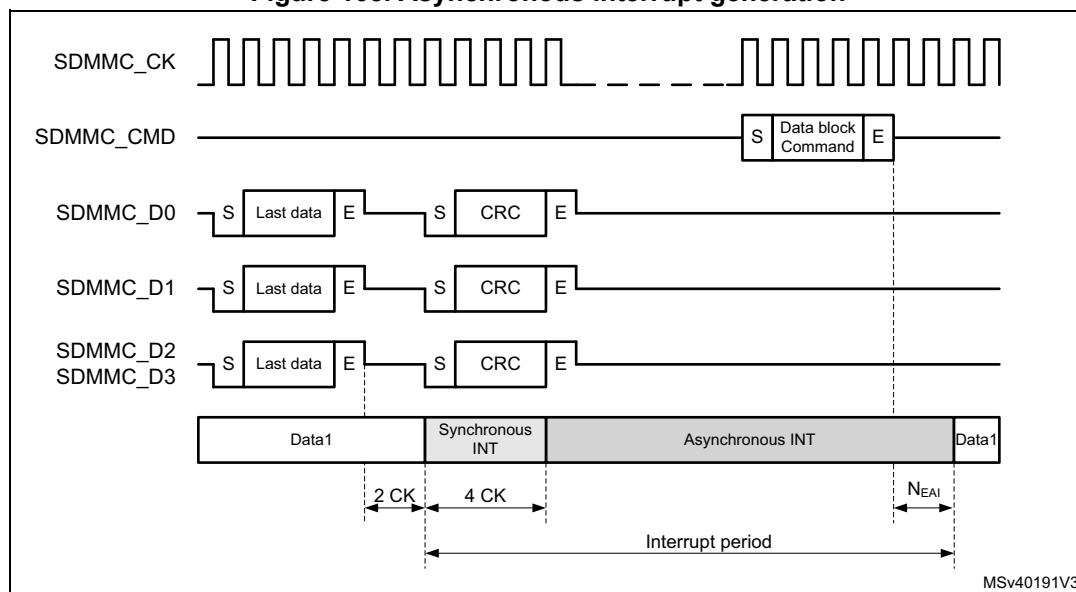 Figure 100. Asynchronous interrupt generation
SDMMC_CK
SDMMC_CMD
S Data block Command E
SDMMC_D0
S Last data E S CRC E
SDMMC_D1
S Last data E S CRC E
SDMMC_D2
SDMMC_D3
S Last data E S CRC E
Data1
Synchronous
INT
Asynchronous INT
Data1
2 CK
4 CK
NEAI
Interrupt period
MSv40191V3